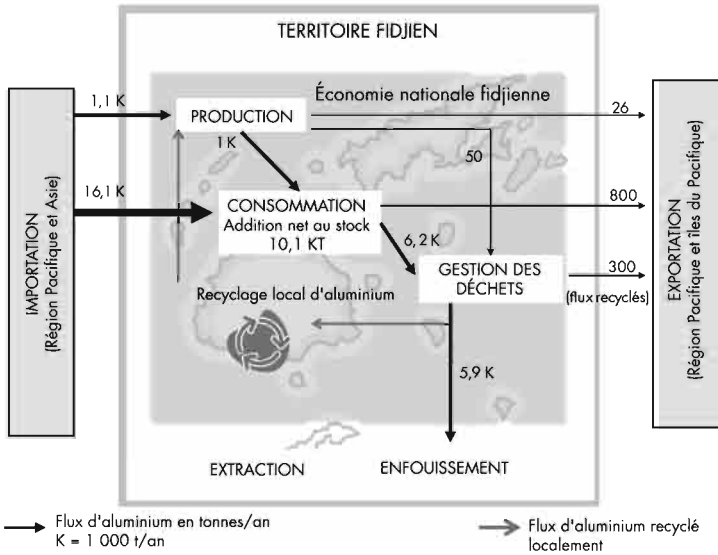 TERRITOIRE FIDJIEN
Économie nationale fidjienne
IMPORTATION
(Région Pacifique et Asie)
1,1 K
PRODUCTION
26
1K
50
16,1 K
CONSOMMATION
Addition net au stock
10,1 KT
800
6,2 K
GESTION DES
DÉCHETS
300
(flux recyclés)
EXPORTATION
(Région Pacifique et îles du Pacifique)
Recyclage local d'aluminium
5,9 K
EXTRACTION
ENFOUISSEMENT
Flux d'aluminium en tonnes/an
K = 1 000 t/an
Flux d'aluminium recyclé
localement